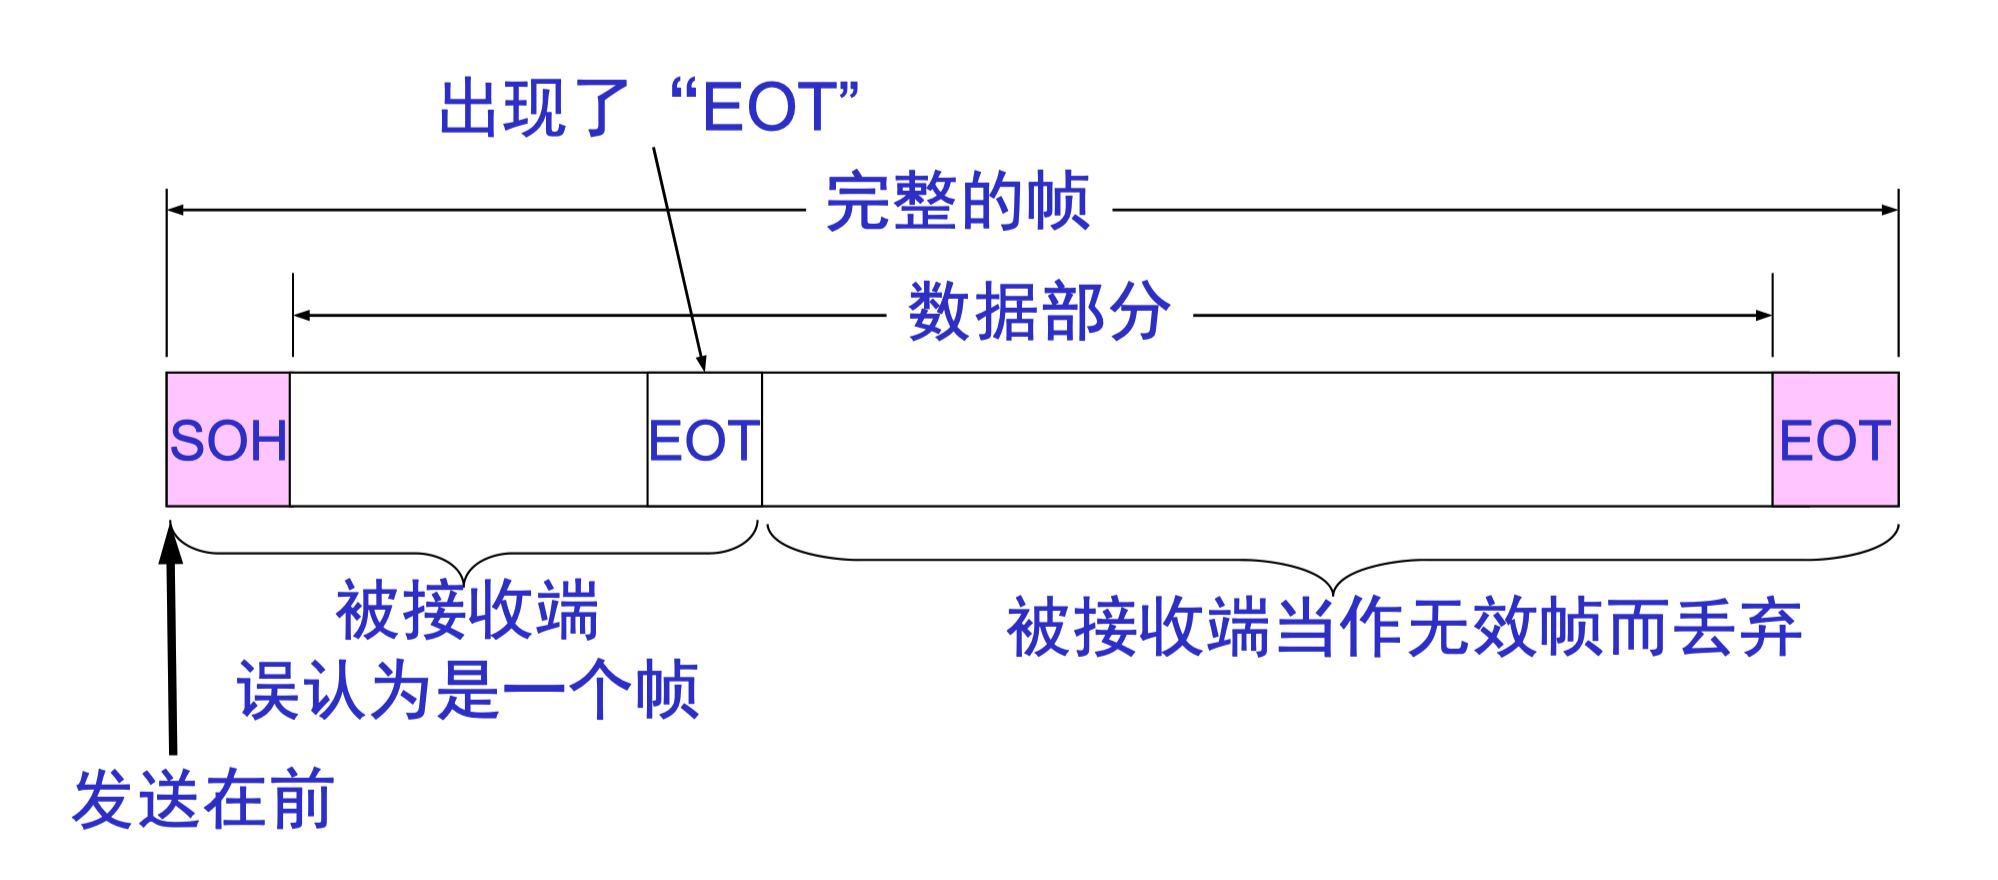 出现了“EOT”
完整的帧
数据部分
SOH
EOT
EOT
被接收端
误认为是一个帧
被接收端当作无效帧而丢弃
发送在前